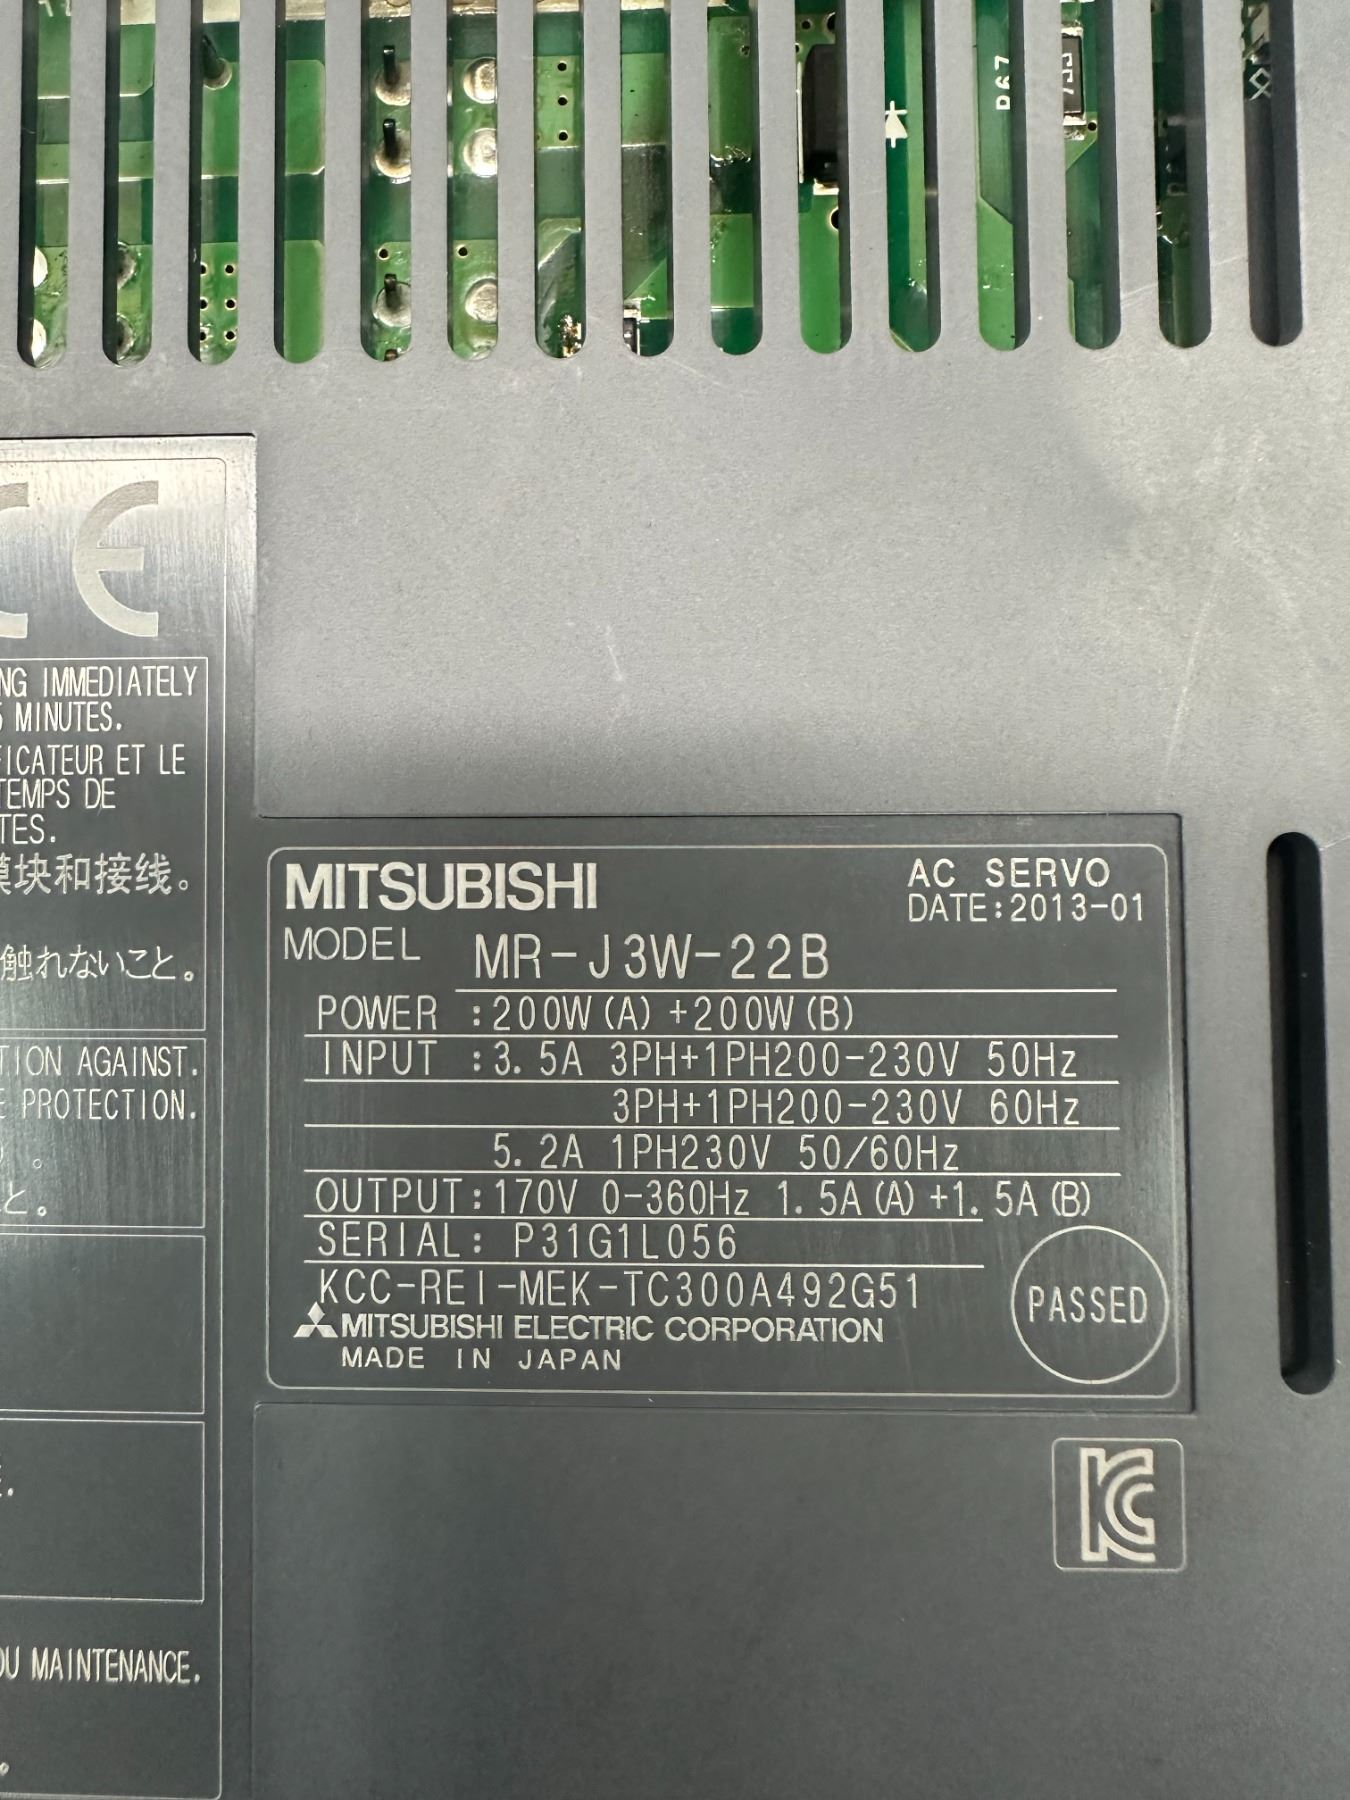 R67
CE
NG IMMEDIATELY
5 MINUTES.
FICATEUR ET LE
TEMPS DE
TES.
模块和接线。
触れないこと。
TION AGAINST.
E PROTECTION.
と。
OU MAINTENANCE.
MITSUBISHI
AC SERVO
DATE:2013-01
MODEL MR-J3W-22B
POWER :200W(A)+200W(B)
INPUT :3.5A 3PH+1PH200-230V 50Hz
3PH+1PH200-230V 60Hz
5.2A 1PH230V 50/60Hz
OUTPUT:170V 0-360Hz 1.5A(A)+1.5A(B)
SERIAL: P31G1L056
KCC-REI-MEK-TC300A492G51
MITSUBISHI ELECTRIC CORPORATION
MADE IN JAPAN
PASSED
KC